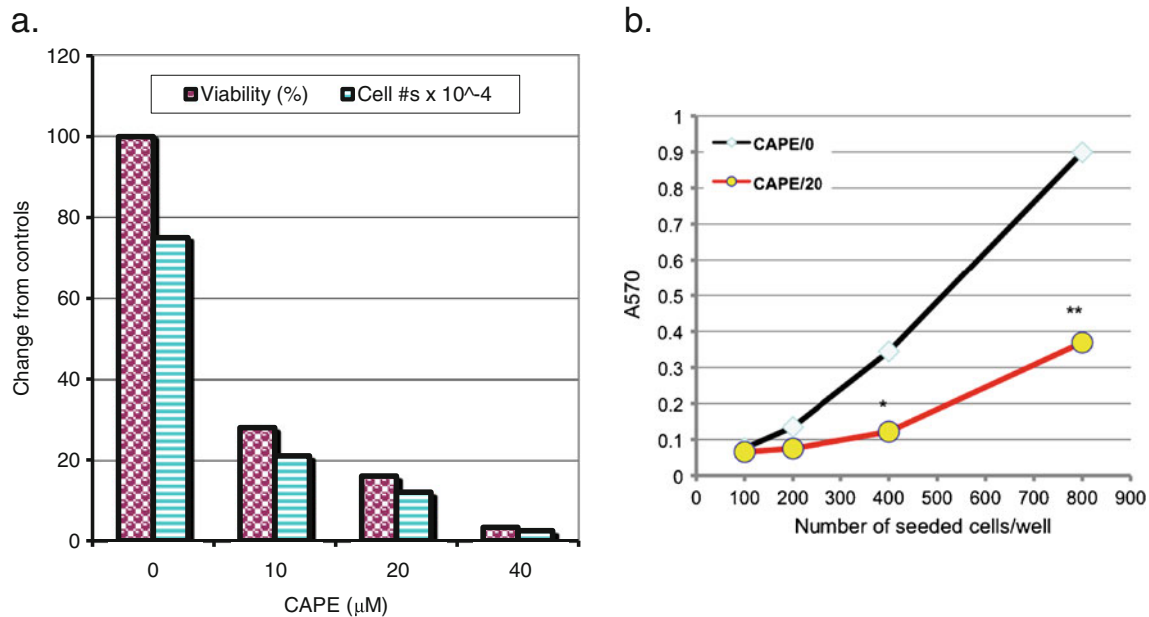 a.
120
100
80
60
40
20
0
Change from controls
Viability (%) Cell #s x 10^-4
0 10 20 40
CAPE (μM)
b.
1
0.9
0.8
0.7
0.6
0.5
0.4
0.3
0.2
0.1
0
A570
CAPE/0
CAPE/20
*
**
0 100 200 300 400 500 600 700 800 900
Number of seeded cells/well